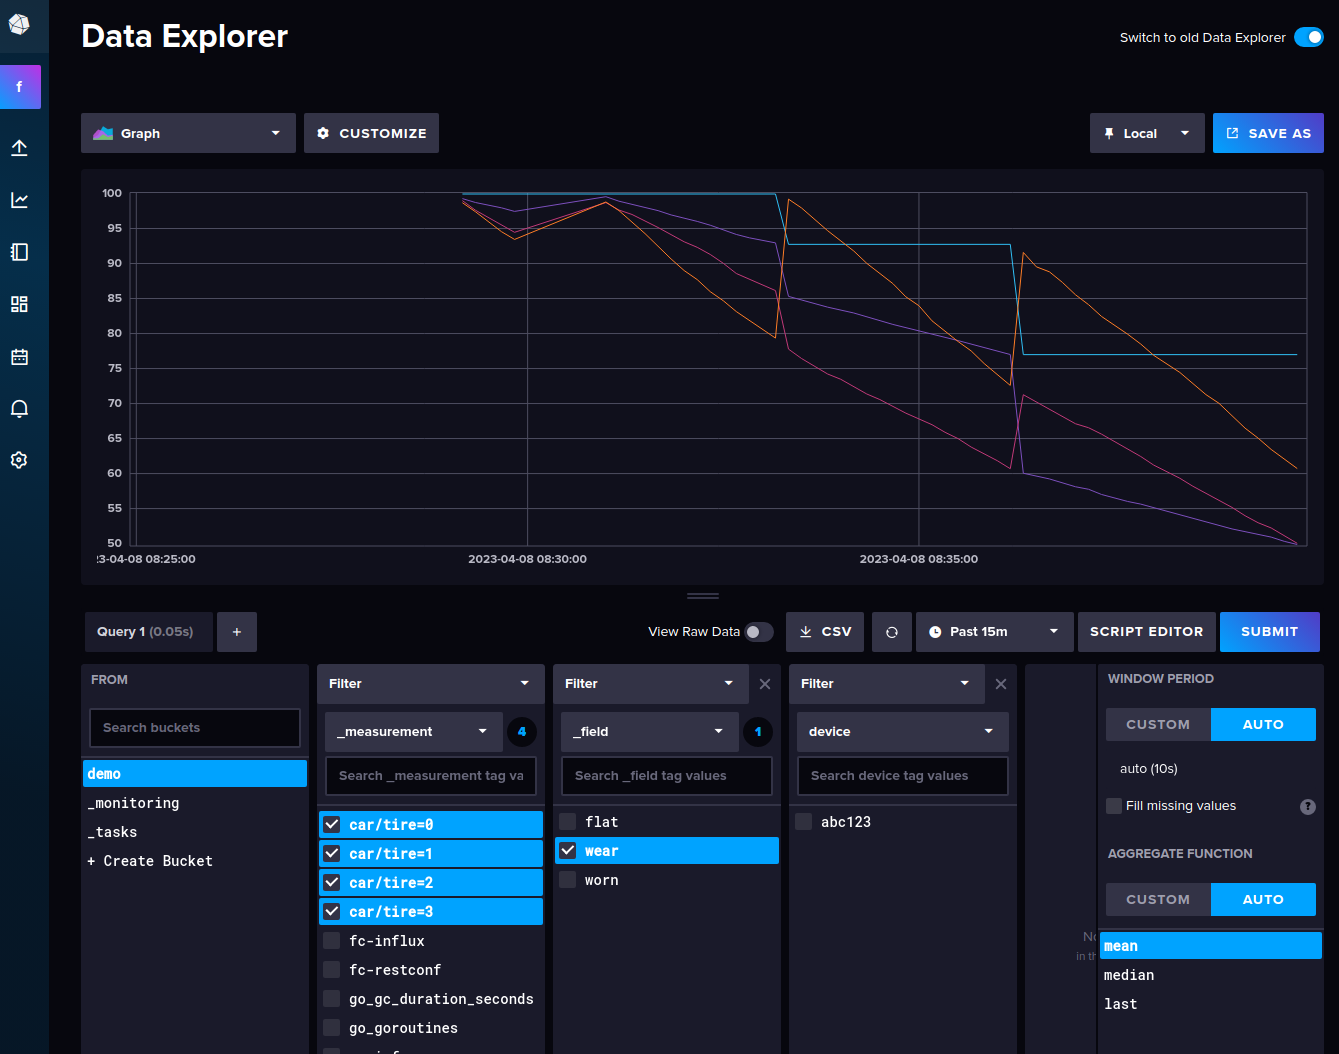 Data Explorer
Switch to old Data Explorer
f
Graph
CUSTOMIZE
Local
SAVE AS
100
95
90
85
80
75
70
65
60
55
50
3-04-08 08:25:00
2023-04-08 08:30:00
2023-04-08 08:35:00
Query 1 (0.05s)
+
View Raw Data
CSV
Past 15m
SCRIPT EDITOR
SUBMIT
FROM
Search buckets
demo
_monitoring
_tasks
+ Create Bucket
Filter
_measurement
4
Search _measurement tag va
car/tire=0
car/tire=1
car/tire=2
car/tire=3
fc-influx
fc-restconf
go_gc_duration_seconds
go_goroutines
Filter
_field
1
Search _field tag values
flat
wear
worn
Filter
device
Search device tag values
abc123
No
in th
WINDOW PERIOD
CUSTOM
AUTO
auto (10s)
Fill missing values
?
AGGREGATE FUNCTION
CUSTOM
AUTO
mean
median
last